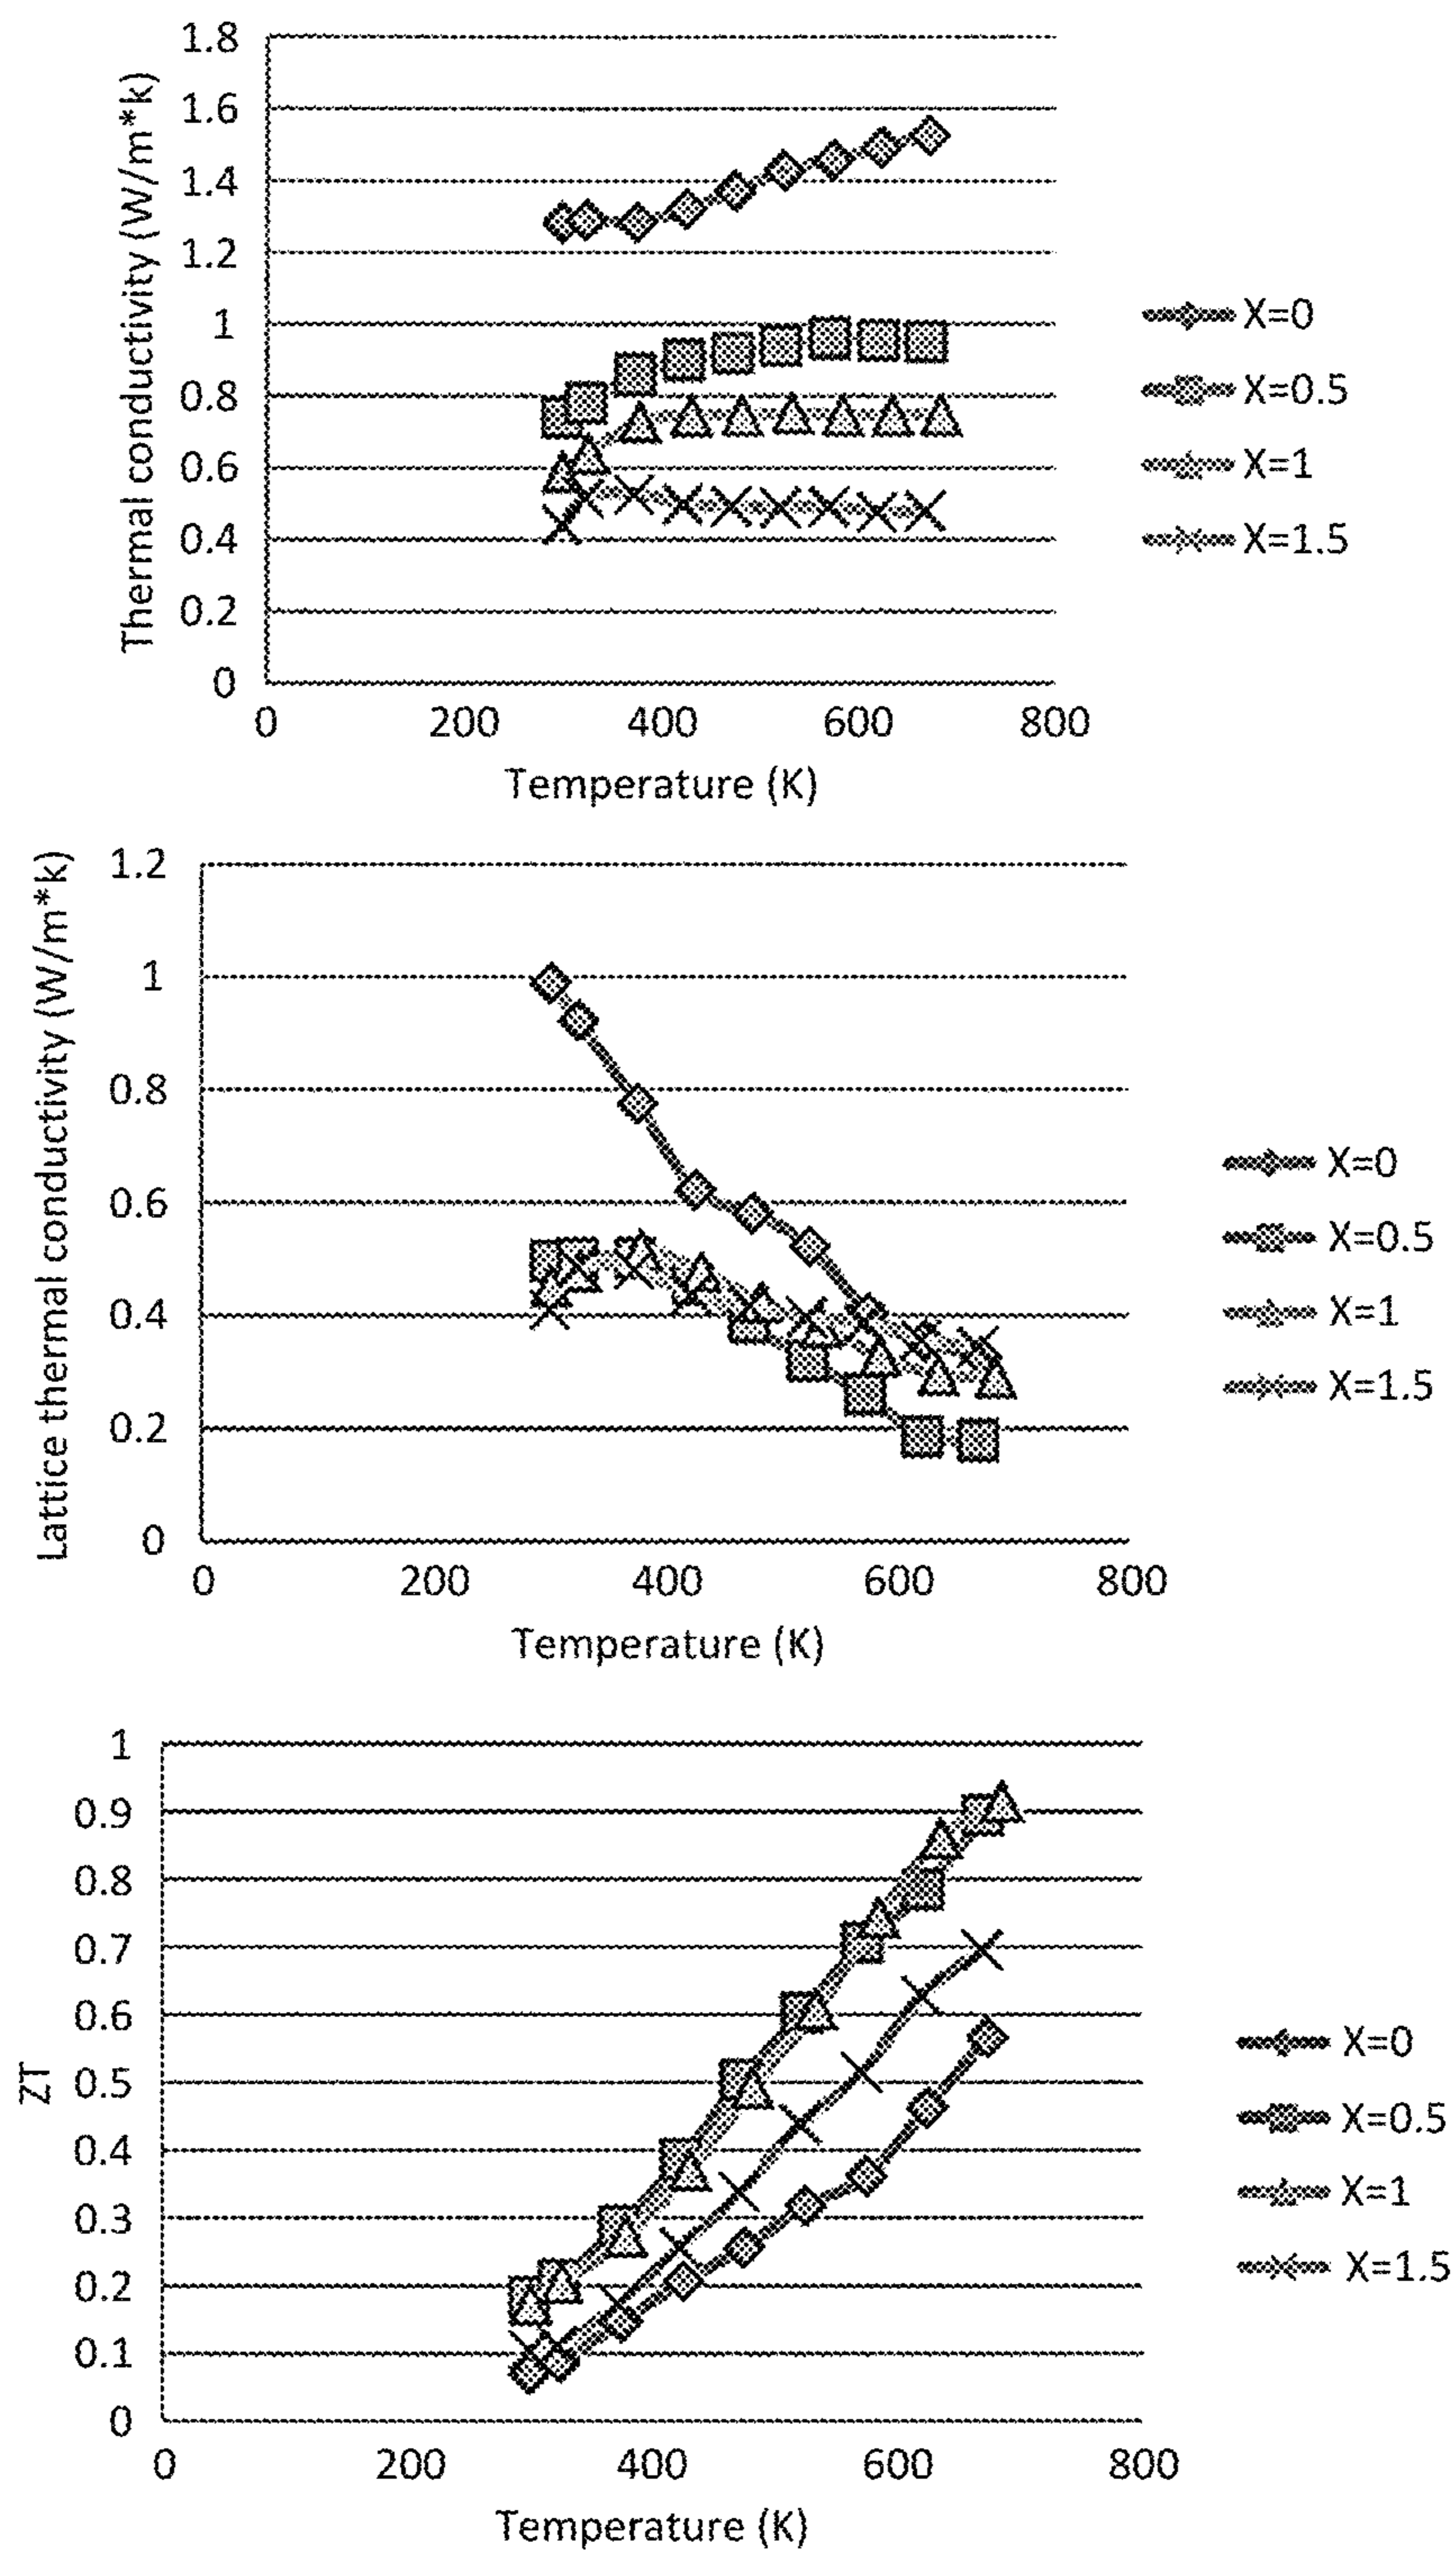 Thermal conductivity (W/m*k)
1.8
1.6
1.4
1.2
1
0.8
0.6
0.4
0.2
0
0 200 400 600 800
Temperature (K)
X=0
X=0.5
X=1
X=1.5
Lattice thermal conductivity (W/m*k)
1.2
1
0.8
0.6
0.4
0.2
0
0 200 400 600 800
Temperature (K)
X=0
X=0.5
X=1
X=1.5
ZT
1
0.9
0.8
0.7
0.6
0.5
0.4
0.3
0.2
0.1
0
0 200 400 600 800
Temperature (K)
X=0
X=0.5
X=1
X=1.5